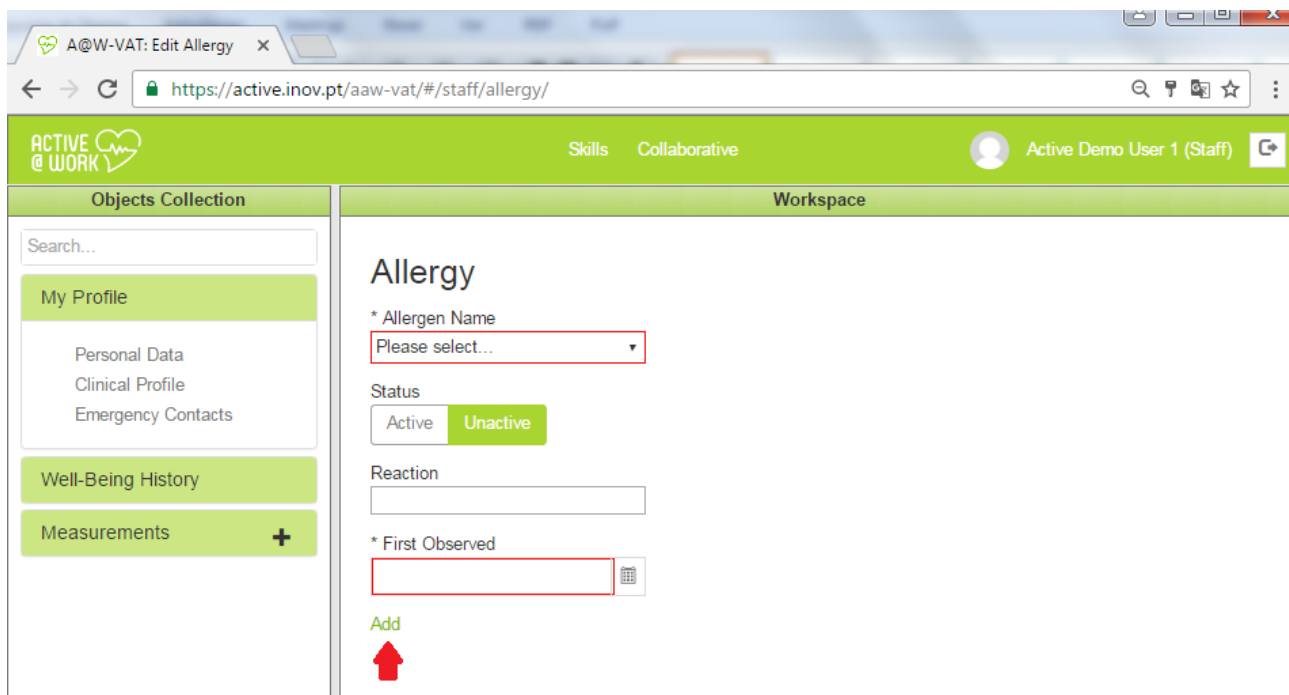 A@W-VAT: Edit Allergy
https://active.inov.pt/aaw-vat/#/staff/allergy/
ACTIVE
@ WORK
Skills Collaborative Active Demo User 1 (Staff)
Objects Collection
Workspace
Search...
My Profile
Personal Data
Clinical Profile
Emergency Contacts
Well-Being History
Measurements
Allergy
* Allergen Name
Please select...
Status
Active Unactive
Reaction
* First Observed
Add